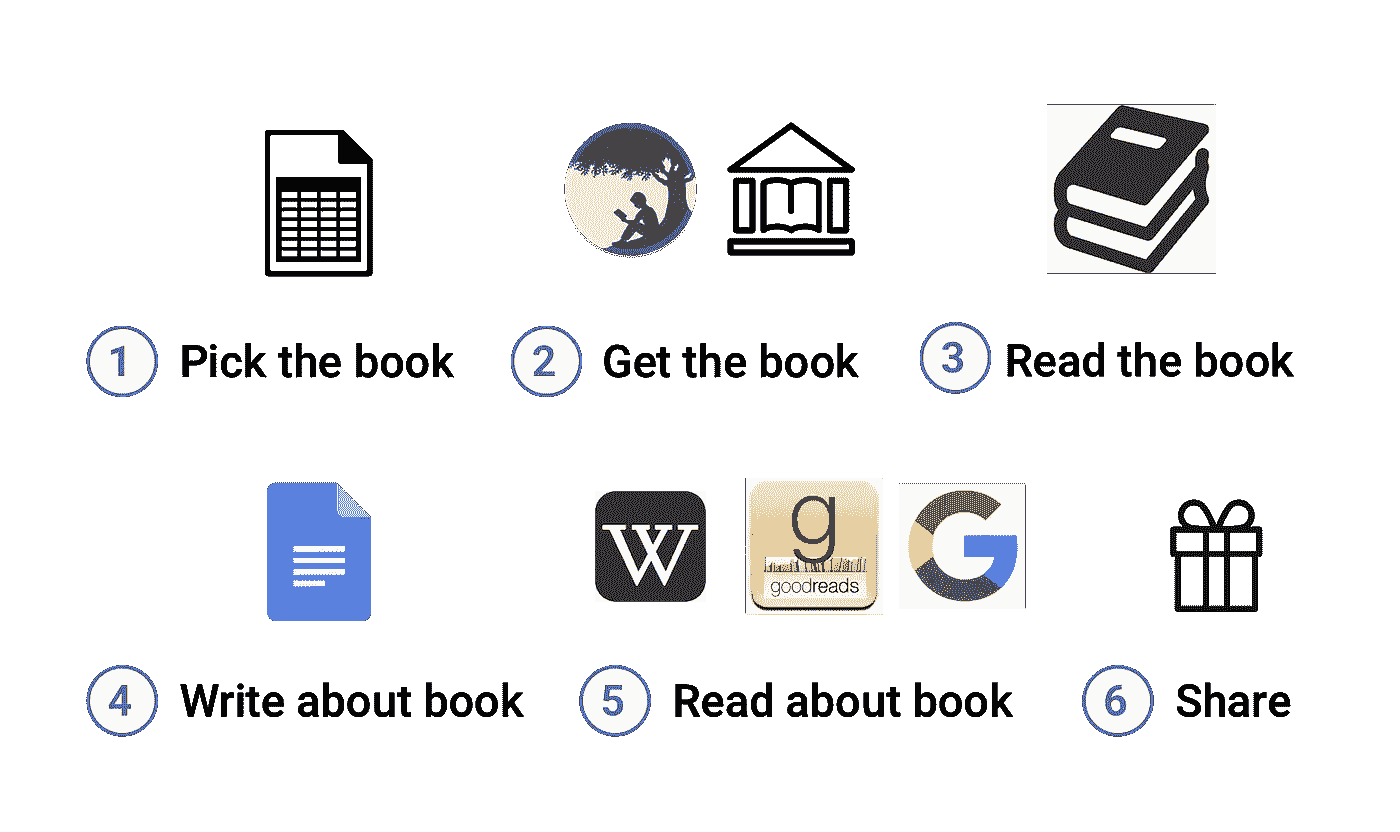 1 Pick the book
2 Get the book
3 Read the book
W
g
goodreads
G
4 Write about book
5 Read about book
6 Share